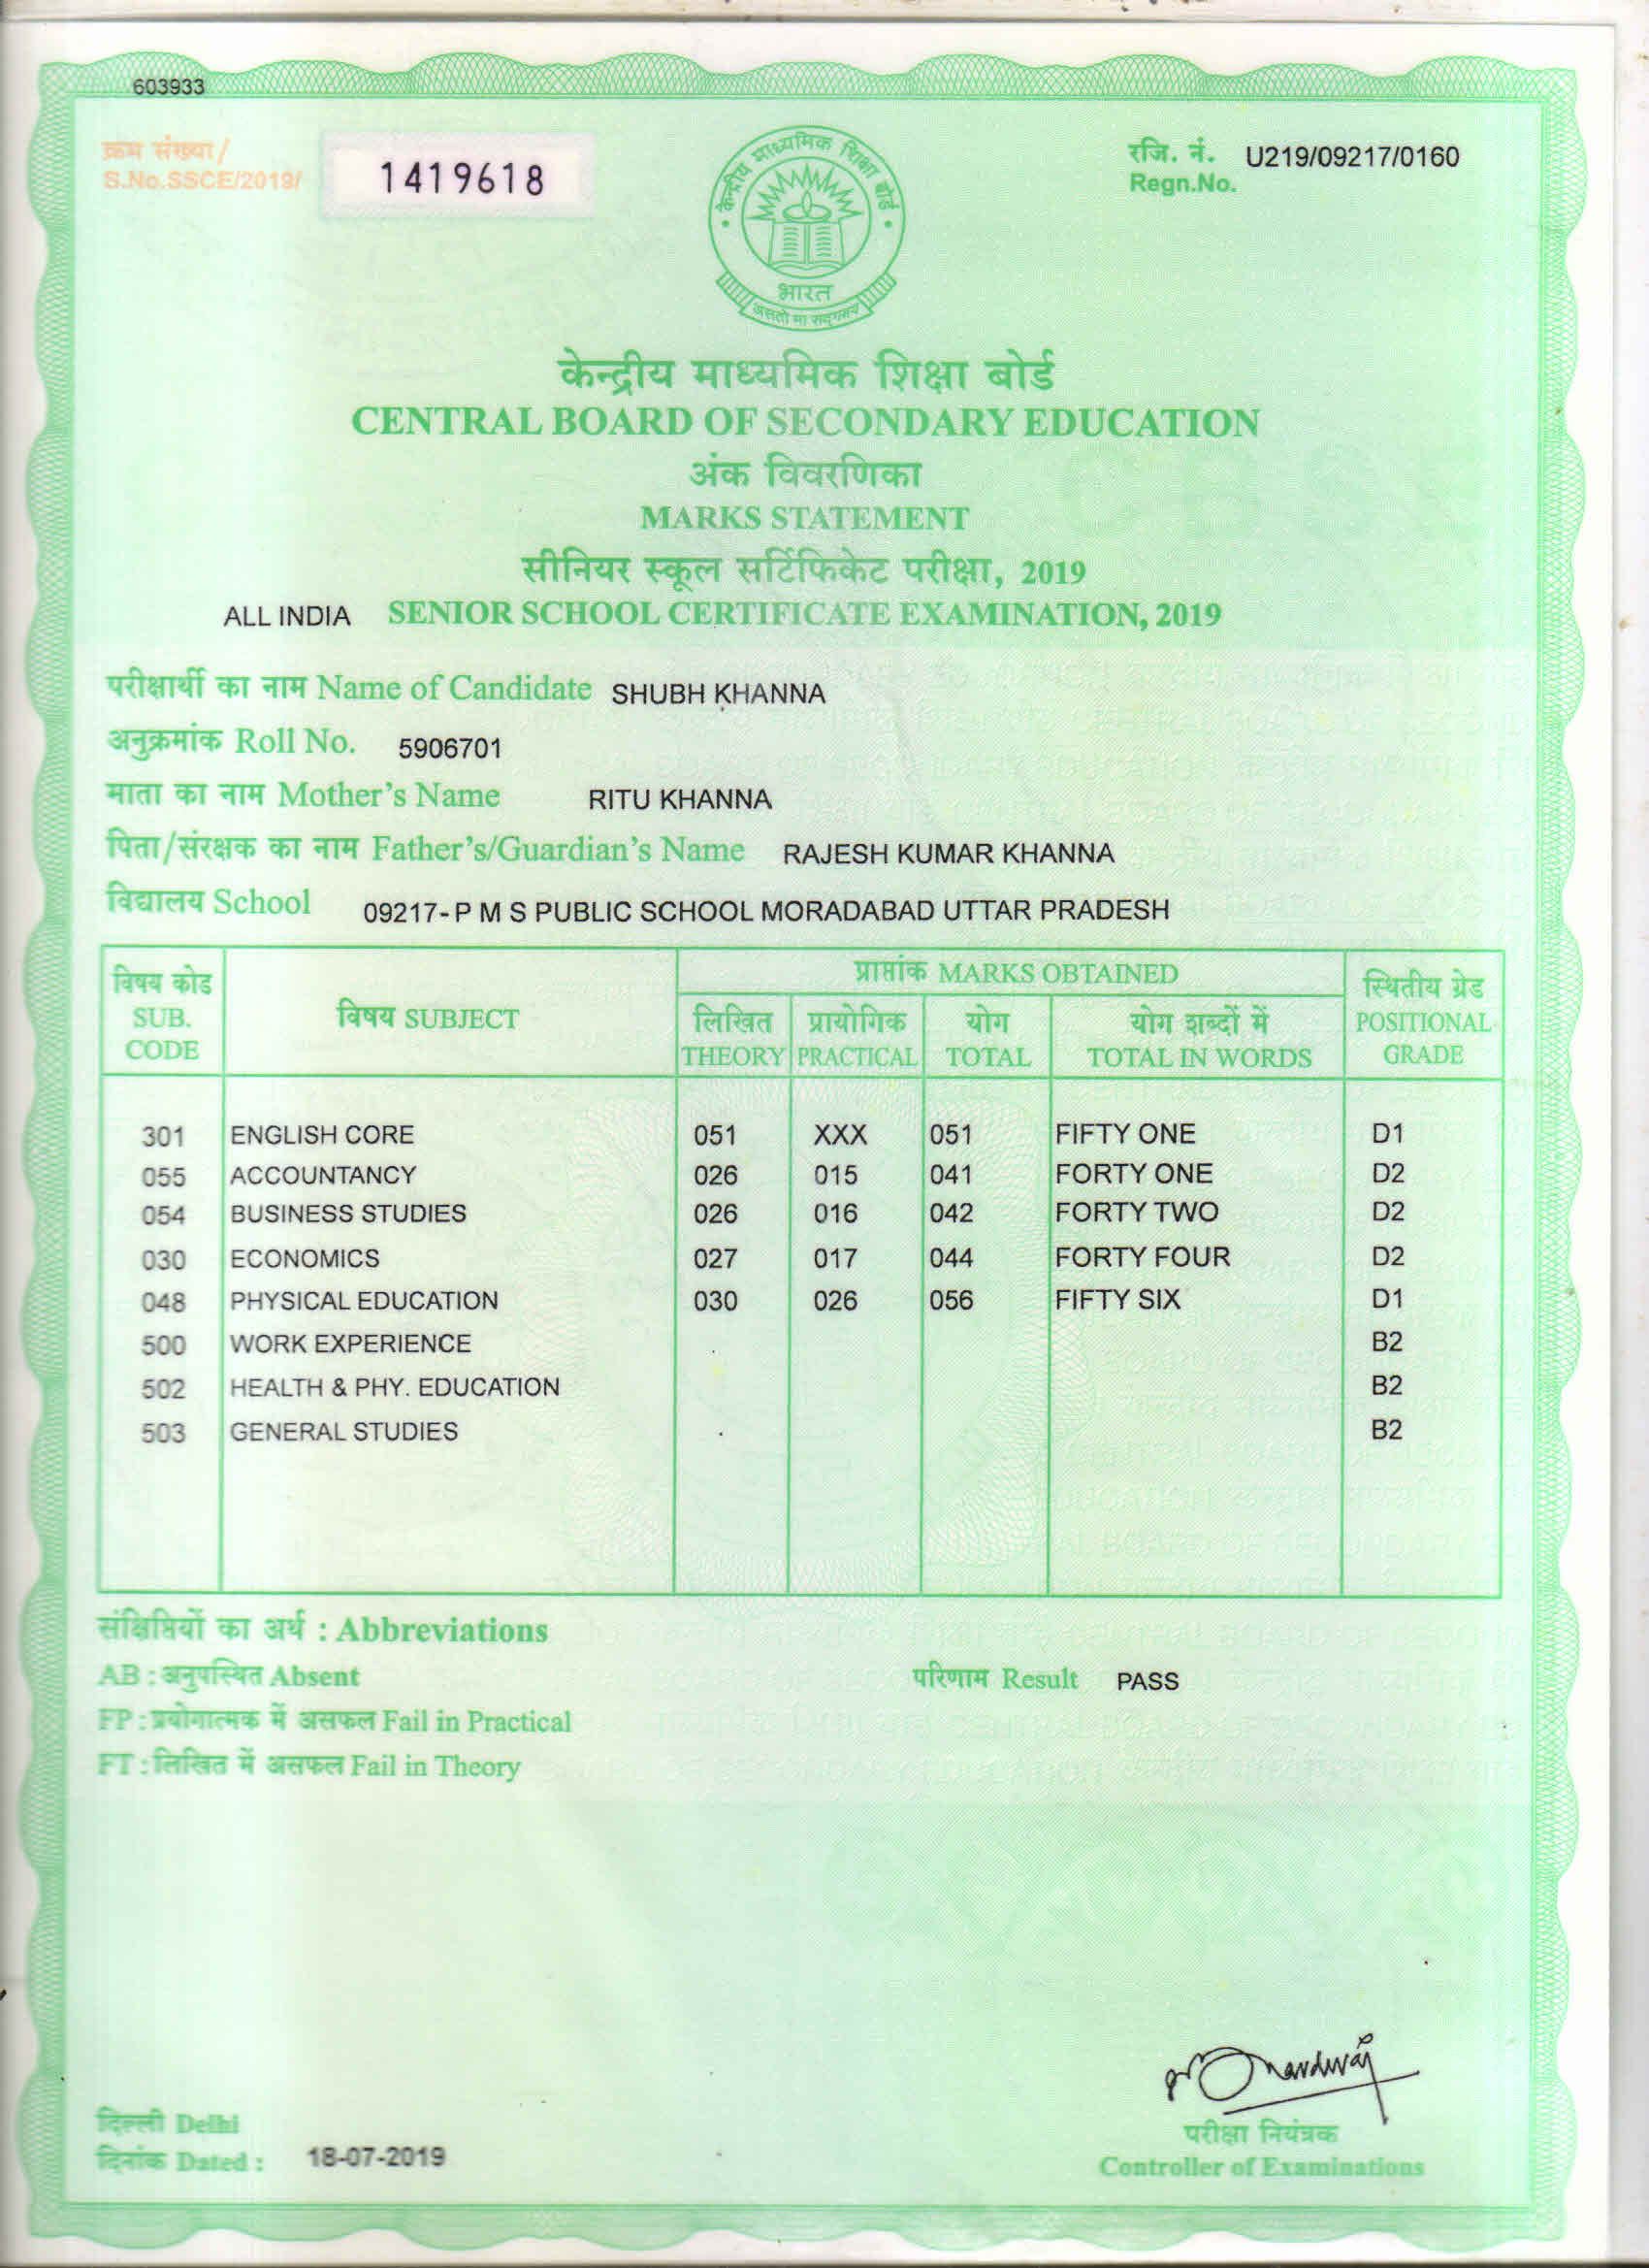 603933
क्रम संख्या/
S.No.SSCE/2019/ 1419618
केन्द्रीय माध्यमिक शिक्षा बोर्ड
भारत
असतो मा सद्गमय
रजि. नं. U219/09217/0160
Regn.No.
केन्द्रीय माध्यमिक शिक्षा बोर्ड
CENTRAL BOARD OF SECONDARY EDUCATION
अंक विवरणिका
MARKS STATEMENT
सीनियर स्कूल सर्टिफिकेट परीक्षा, 2019
ALL INDIA SENIOR SCHOOL CERTIFICATE EXAMINATION, 2019
परीक्षार्थी का नाम Name of Candidate SHUBH KHANNA
अनुक्रमांक Roll No. 5906701
माता का नाम Mother's Name RITU KHANNA
पिता/संरक्षक का नाम Father's/Guardian's Name RAJESH KUMAR KHANNA
विद्यालय School 09217- P M S PUBLIC SCHOOL MORADABAD UTTAR PRADESH
विषय कोड SUB. CODE विषय SUBJECT प्राप्तांक MARKS OBTAINED स्थितीय ग्रेड POSITIONAL GRADE
लिखित THEORY प्रायोगिक PRACTICAL योग TOTAL योग शब्दों में TOTAL IN WORDS
301 ENGLISH CORE 051 XXX 051 FIFTY ONE D1
055 ACCOUNTANCY 026 015 041 FORTY ONE D2
054 BUSINESS STUDIES 026 016 042 FORTY TWO D2
030 ECONOMICS 027 017 044 FORTY FOUR D2
048 PHYSICAL EDUCATION 030 026 056 FIFTY SIX D1
500 WORK EXPERIENCE B2
502 HEALTH & PHY. EDUCATION B2
503 GENERAL STUDIES B2
संक्षिप्तियों का अर्थ : Abbreviations
AB : अनुपस्थित Absent
परिणाम Result PASS
FP : प्रयोगात्मक में असफल Fail in Practical
FT : लिखित में असफल Fail in Theory
दिल्ली Delhi
दिनांक Dated : 18-07-2019
परीक्षा नियंत्रक
Controller of Examinations